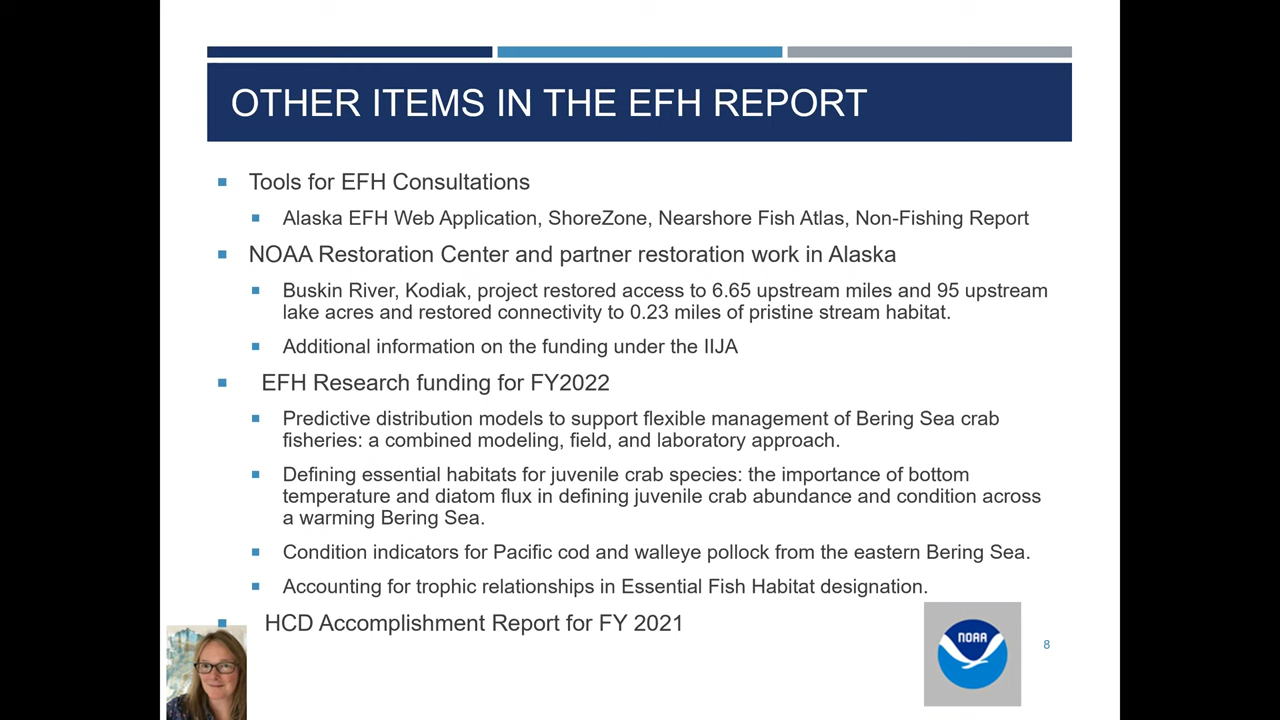 OTHER ITEMS IN THE EFH REPORT
Tools for EFH Consultations
Alaska EFH Web Application, ShoreZone, Nearshore Fish Atlas, Non-Fishing Report
NOAA Restoration Center and partner restoration work in Alaska
Buskin River, Kodiak, project restored access to 6.65 upstream miles and 95 upstream
lake acres and restored connectivity to 0.23 miles of pristine stream habitat.
Additional information on the funding under the IIJA
EFH Research funding for FY2022
Predictive distribution models to support flexible management of Bering Sea crab
fisheries: a combined modeling, field, and laboratory approach.
Defining essential habitats for juvenile crab species: the importance of bottom
temperature and diatom flux in defining juvenile crab abundance and condition across
a warming Bering Sea.
Condition indicators for Pacific cod and walleye pollock from the eastern Bering Sea.
Accounting for trophic relationships in Essential Fish Habitat designation.
HCD Accomplishment Report for FY 2021
NOAA
8